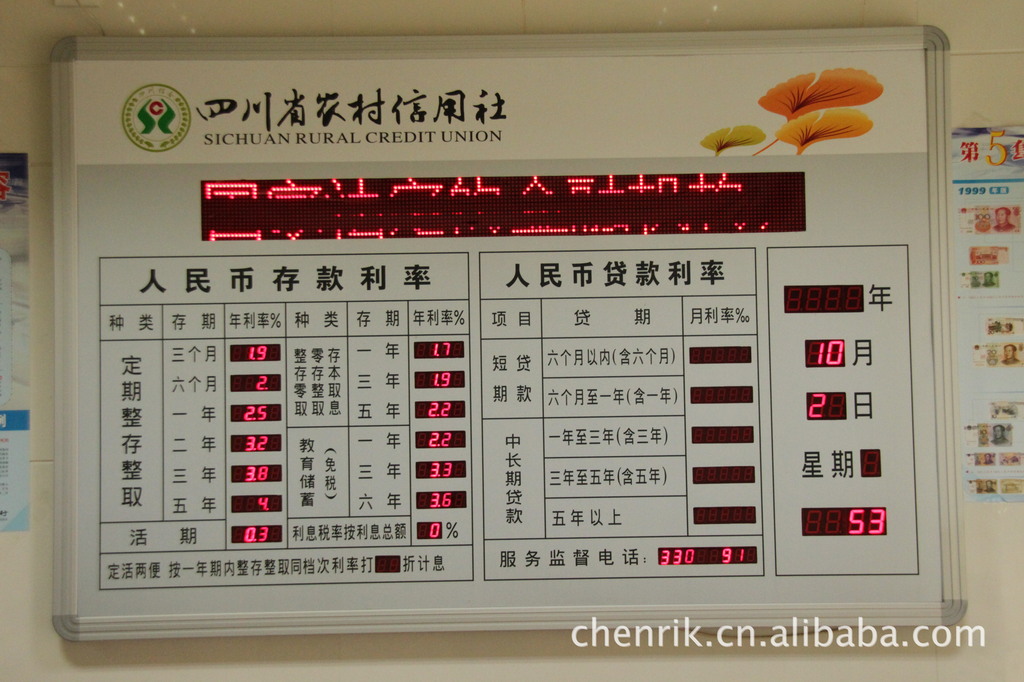 四川省农村信用社
SICHUAN RURAL CREDIT UNION
人民币存款利率
种类 存期 年利率% 种类 存期 年利率%
定期整存整取
三个月 1.9
六个月 2.
一年 2.5
二年 3.2
三年 3.8
五年 4.
活期 0.3
整存零取
零存整取
存本取息
一年 1.7
三年 1.9
五年 2.2
教育储蓄
(免税)
一年 2.2
三年 3.3
六年 3.6
利息税率按利息总额 0 %
定活两便 按一年期内整存整取同档次利率打 折计息
人民币贷款利率
项目 贷期 月利率‰
短期贷款
六个月以内(含六个月)
六个月至一年(含一年)
中长期贷款
一年至三年(含三年)
三年至五年(含五年)
五年以上
服务监督电话: 330 91
年
10 月
2 日
星期
53
第5套
1999年版
chenrik.cn.alibaba.com